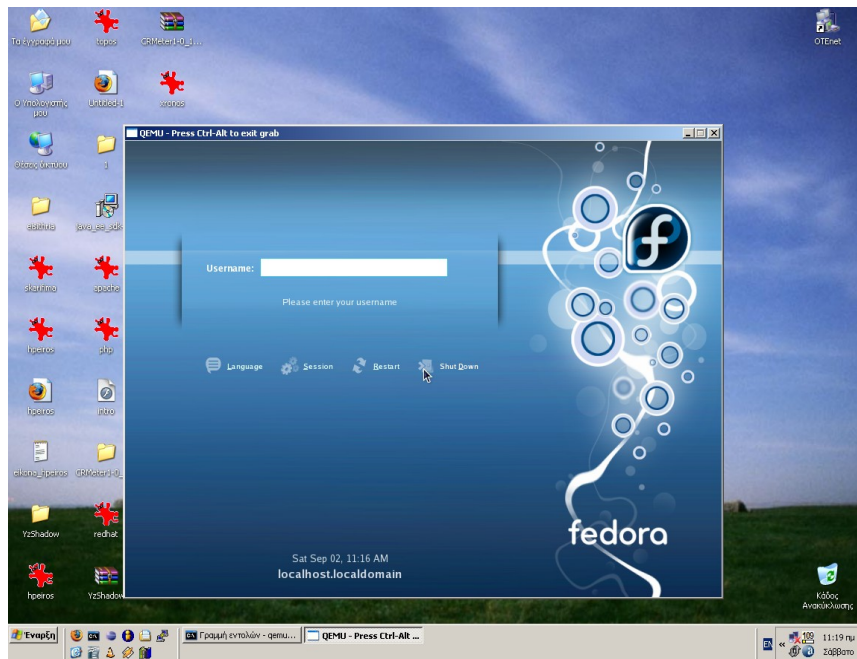 Τα έγγραφά μου
topos
CRMeter1-0_1...
OTEnet
Ο Υπολογιστής μου
Untitled-1
xronos
QEMU - Press Ctrl-Alt to exit grab
Θέσεις δικτύου
1
java_ee_sdk-
Username:
Please enter your username
skarifima
apache
hpeiros
php
Language
Session
Restart
Shut Down
hpeiros
intro
eikona_hpeiros
CRMeter1-0_
YzShadow
redhat
fedora
Sat Sep 02, 11:16 AM
localhost.localdomain
hpeiros
YzShadow
Κάδος Ανακύκλωσης
Έναρξη
Γραμμή εντολών - qemu...
QEMU - Press Ctrl-Alt ...
EN
«
109
11:19 πμ
Σάββατο